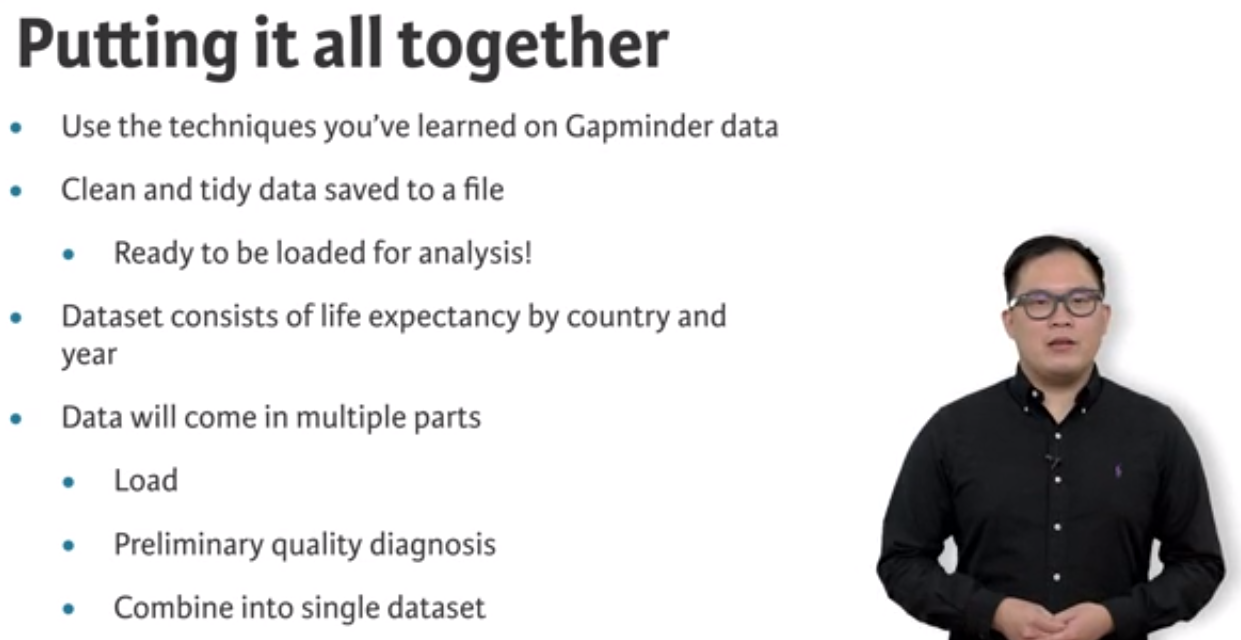 Putting it all together
Use the techniques you've learned on Gapminder data
Clean and tidy data saved to a file
Ready to be loaded for analysis!
Dataset consists of life expectancy by country and
year
Data will come in multiple parts
Load
Preliminary quality diagnosis
Combine into single dataset